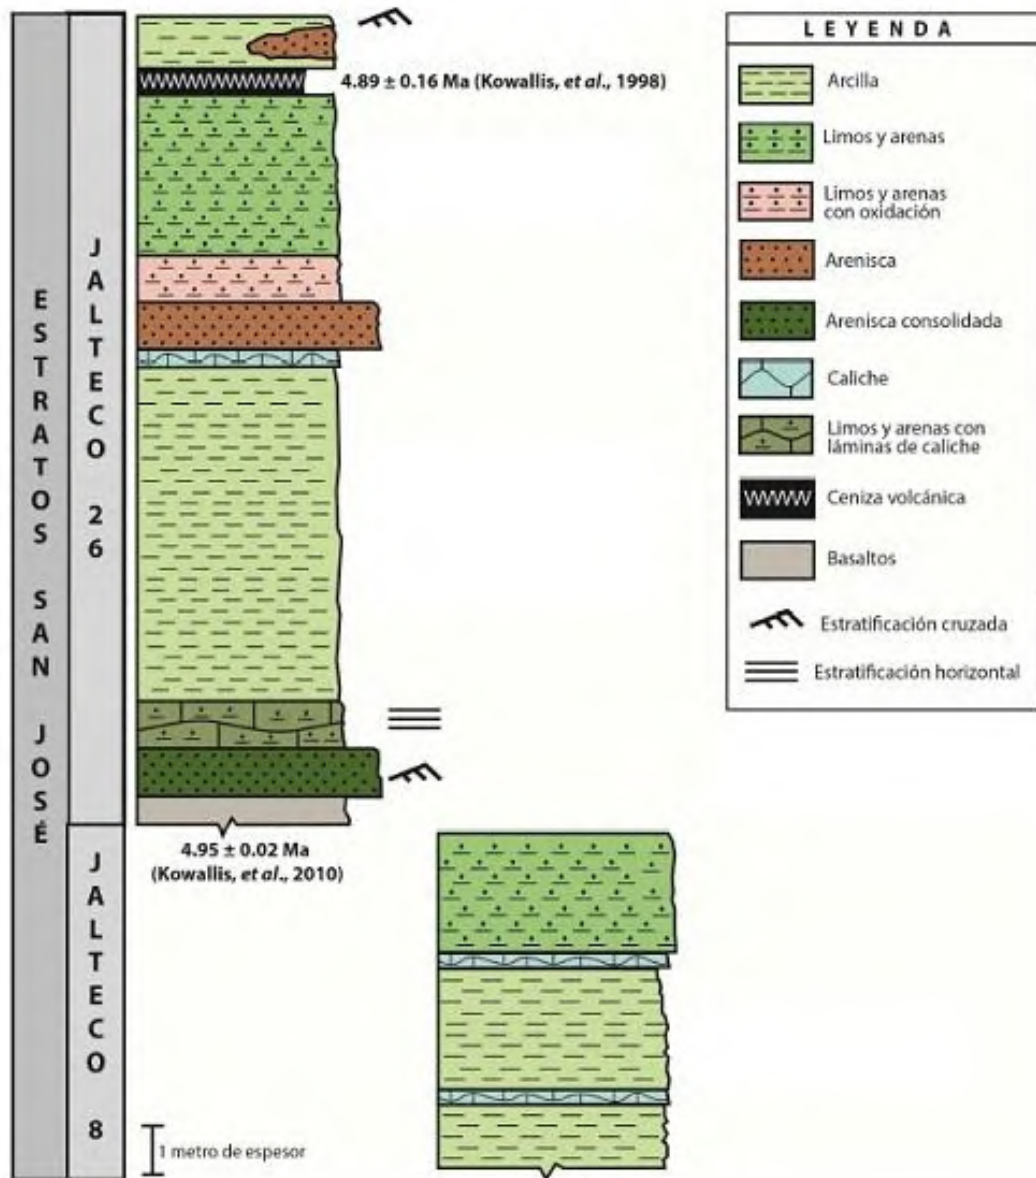 ESTRATOS SAN JOSÉ
JALTECO 26
4.89 ± 0.16 Ma (Kowallis, et al., 1998)
4.95 ± 0.02 Ma
(Kowallis, et al., 2010)
JALTECO 8
1 metro de espesor
LEYENDA
Arcilla
Limos y arenas
Limos y arenas
con oxidación
Arenisca
Arenisca consolidada
Caliche
Limos y arenas con
láminas de caliche
Ceniza volcánica
Basaltos
Estratificación cruzada
Estratificación horizontal